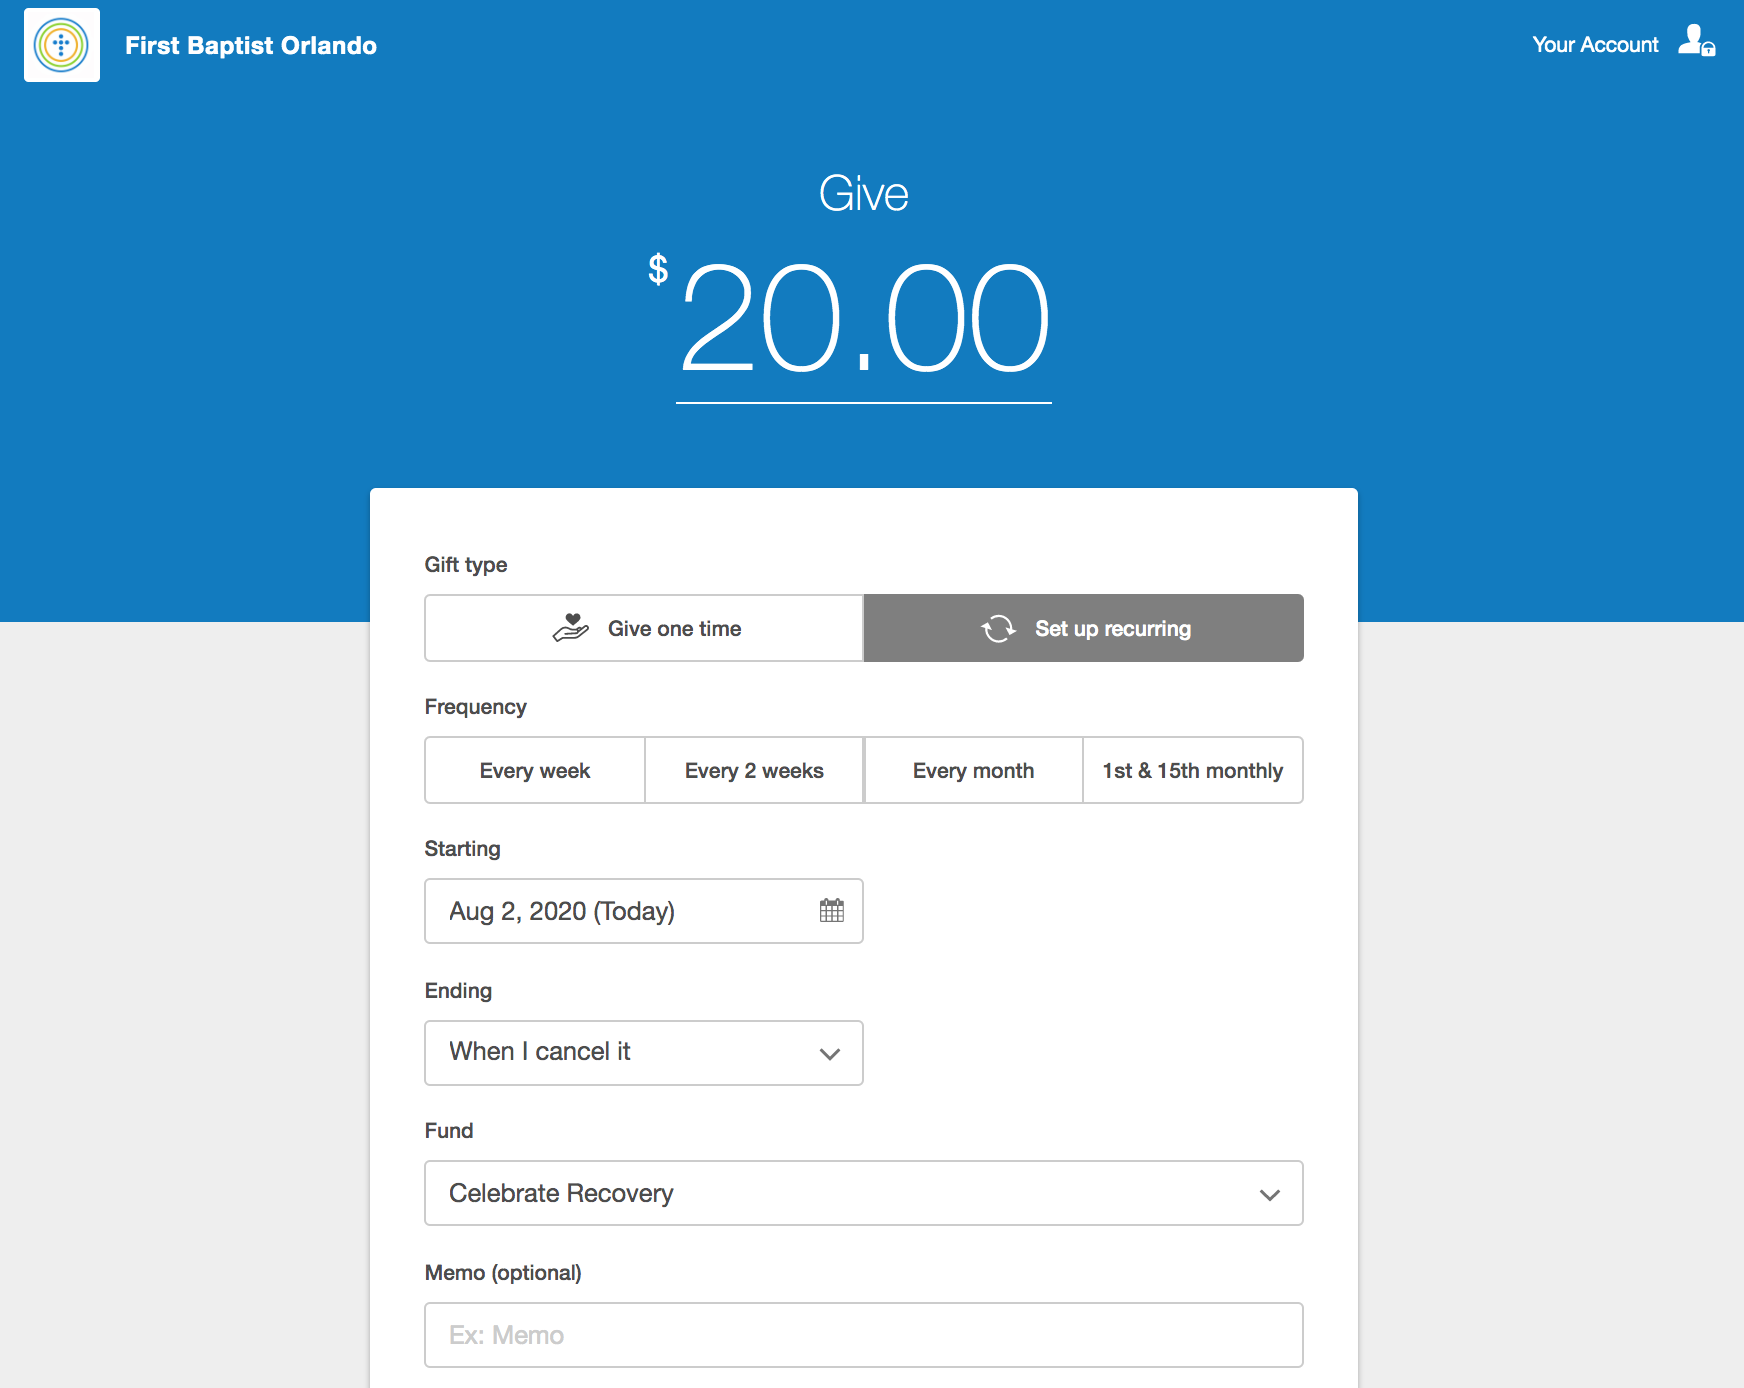 First Baptist Orlando
Your Account
Give
$20.00
Gift type
Give one time
Set up recurring
Frequency
Every week
Every 2 weeks
Every month
1st & 15th monthly
Starting
Aug 2, 2020 (Today)
Ending
When I cancel it
Fund
Celebrate Recovery
Memo (optional)
Ex: Memo